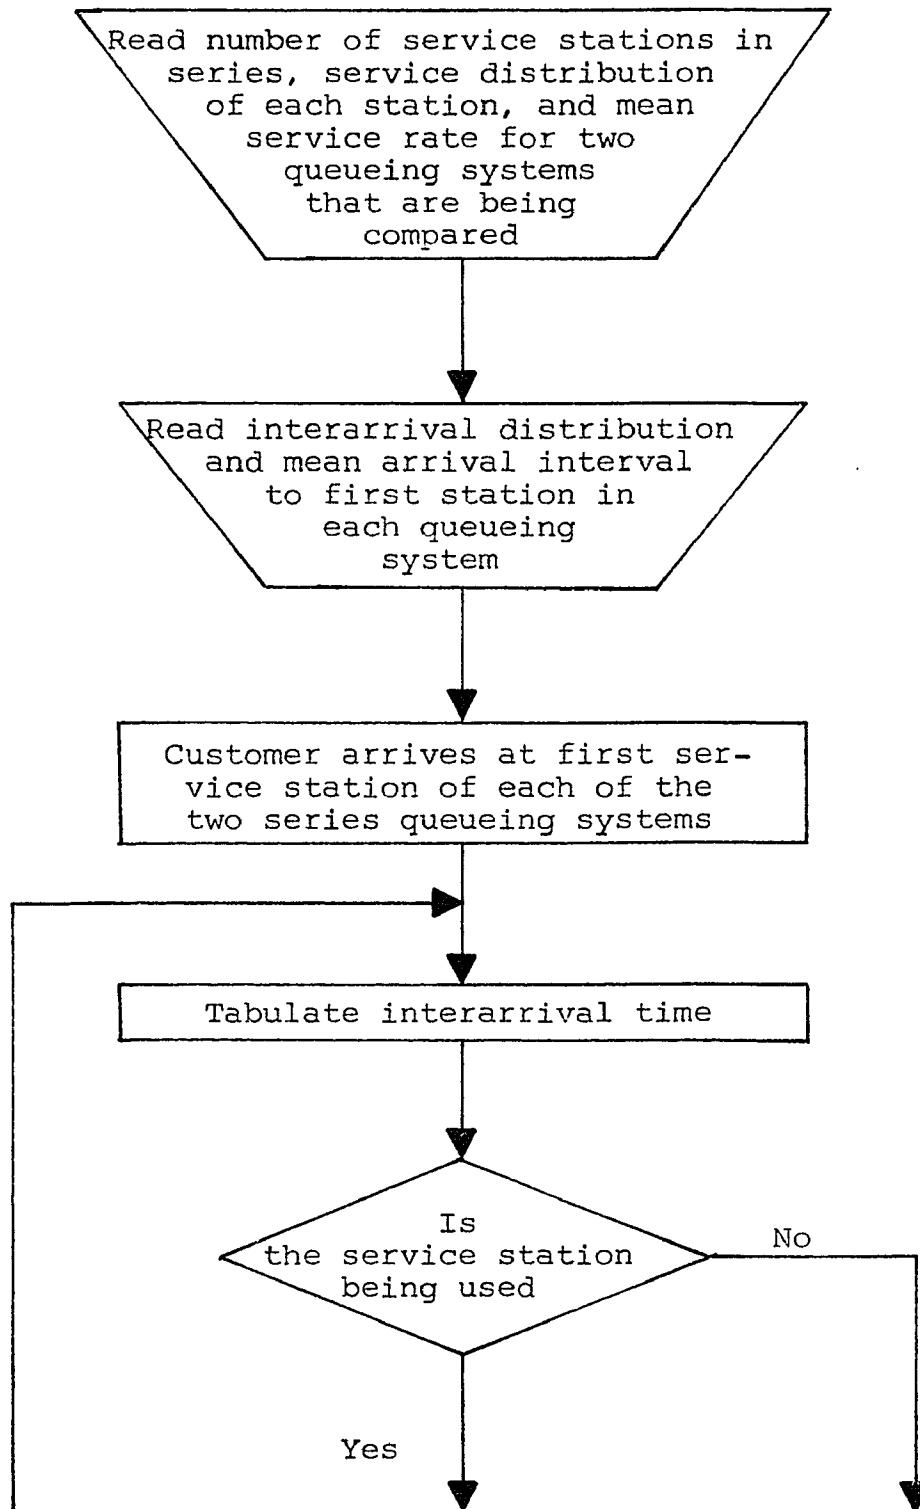 Read number of service stations in
series, service distribution
of each station, and mean
service rate for two
queueing systems
that are being
compared
Read interarrival distribution
and mean arrival interval
to first station in
each queueing
system
Customer arrives at first ser-
vice station of each of the
two series queueing systems
Tabulate interarrival time
Is
the service station
being used
No
Yes